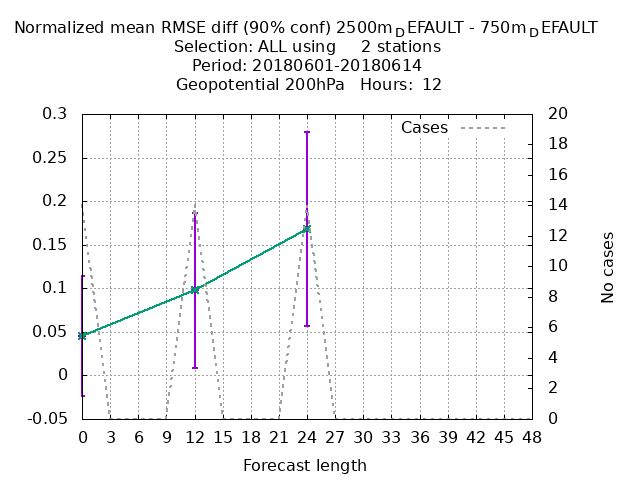 Normalized mean RMSE diff (90% conf) 2500m_DEFAULT - 750m_DEFAULT
Selection: ALL using     2 stations
Period: 20180601-20180614
Geopotential 200hPa   Hours:  12
Cases
0.3
0.25
0.2
0.15
0.1
0.05
0
-0.05
20
18
16
14
12
10
8
6
4
2
0
No cases
0 3 6 9 12 15 18 21 24 27 30 33 36 39 42 45 48
Forecast length